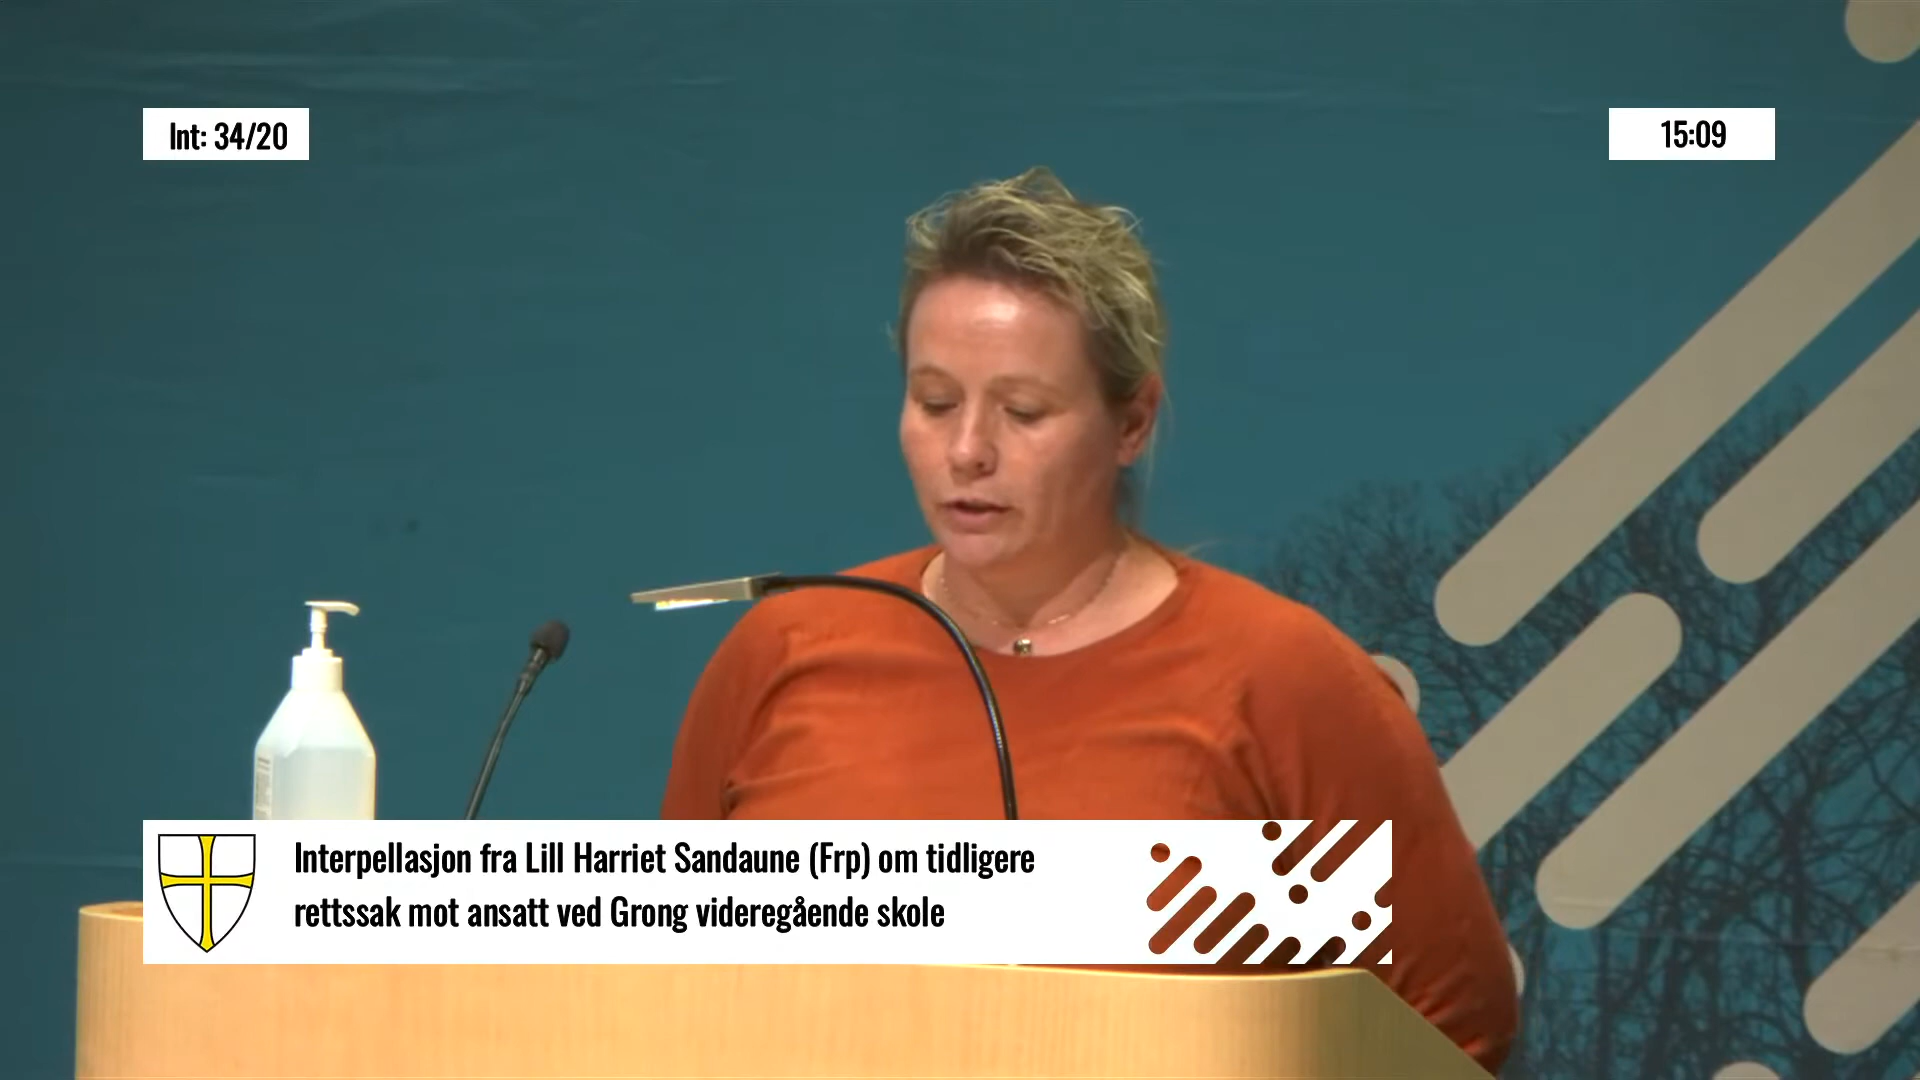 Int: 34/20
15:09
Interpellasjon fra Lill Harriet Sandaune (Frp) om tidligere
rettssak mot ansatt ved Grong videregående skole